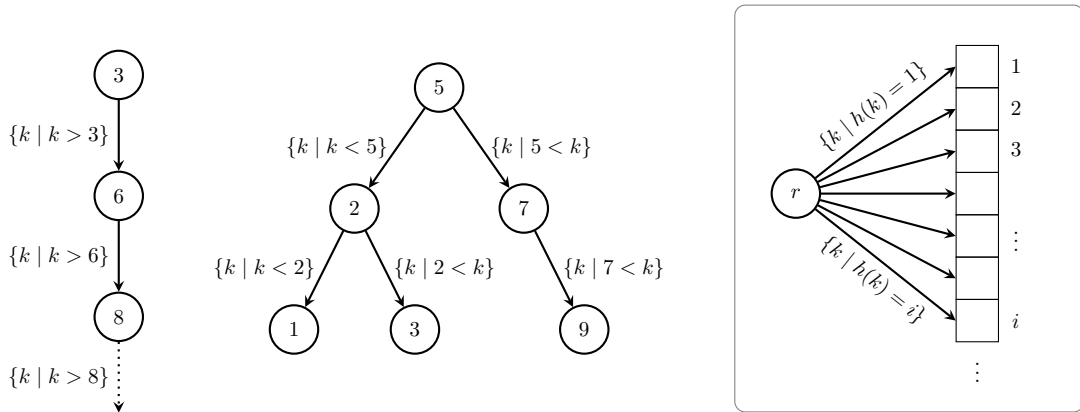 3
{k | k > 3}
6
{k | k > 6}
8
{k | k > 8}
5
{k | k < 5}
{k | 5 < k}
2
7
{k | k < 2}
{k | 2 < k}
{k | 7 < k}
1
3
9
r
{k | h(k) = 1}
{k | h(k) = i}
1
2
3
⋮
i
⋮